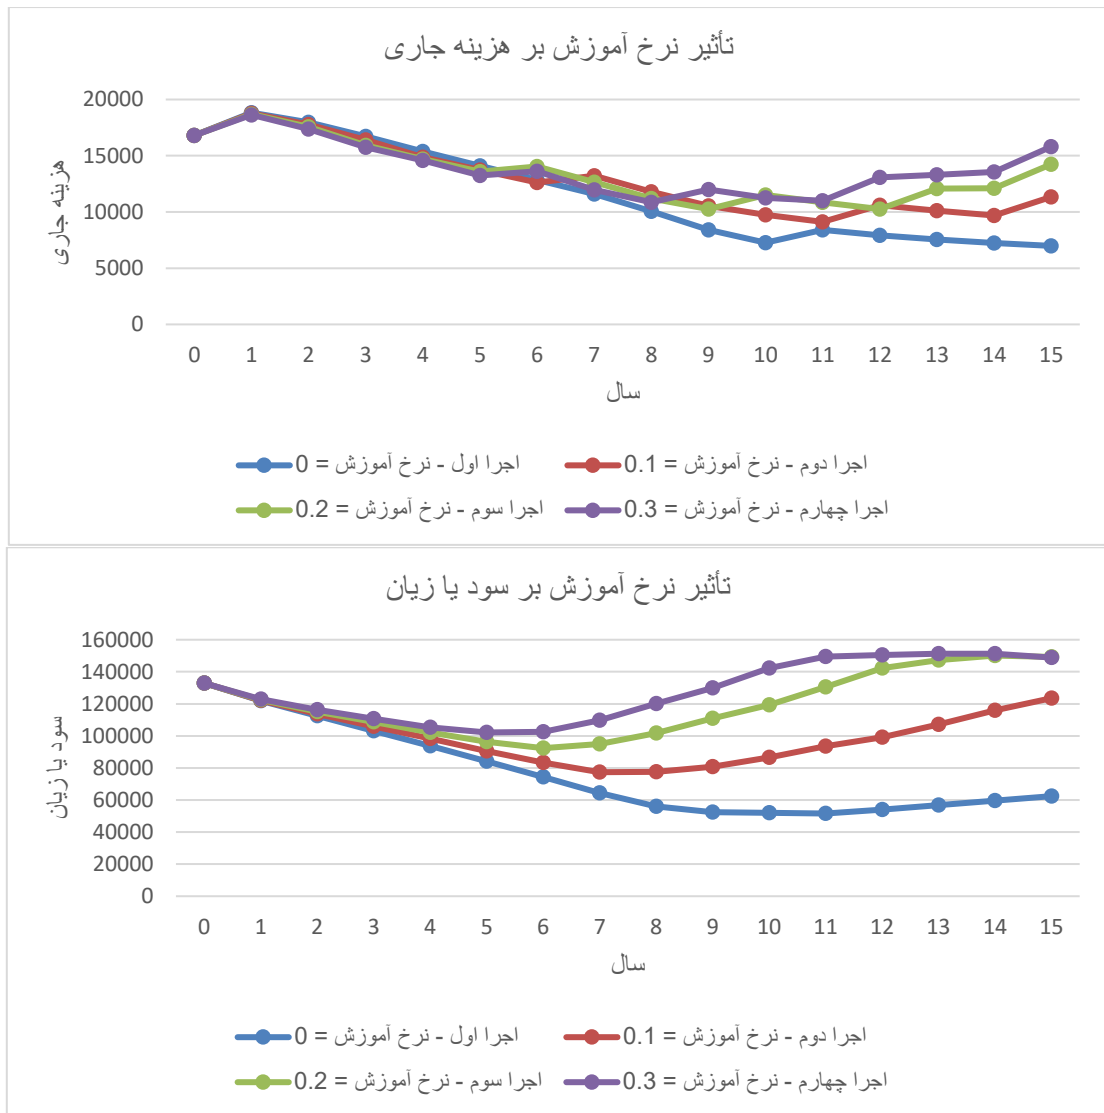 تأثیر نرخ آموزش بر هزینه جاری
20000
15000
10000
5000
0
هزینه جاری
0 1 2 3 4 5 6 7 8 9 10 11 12 13 14 15
سال
اجرا اول - نرخ آموزش = 0
اجرا دوم - نرخ آموزش = 0.1
اجرا سوم - نرخ آموزش = 0.2
اجرا چهارم - نرخ آموزش = 0.3
تأثیر نرخ آموزش بر سود یا زیان
160000
140000
120000
100000
80000
60000
40000
20000
0
سود یا زیان
0 1 2 3 4 5 6 7 8 9 10 11 12 13 14 15
سال
اجرا اول - نرخ آموزش = 0
اجرا دوم - نرخ آموزش = 0.1
اجرا سوم - نرخ آموزش = 0.2
اجرا چهارم - نرخ آموزش = 0.3